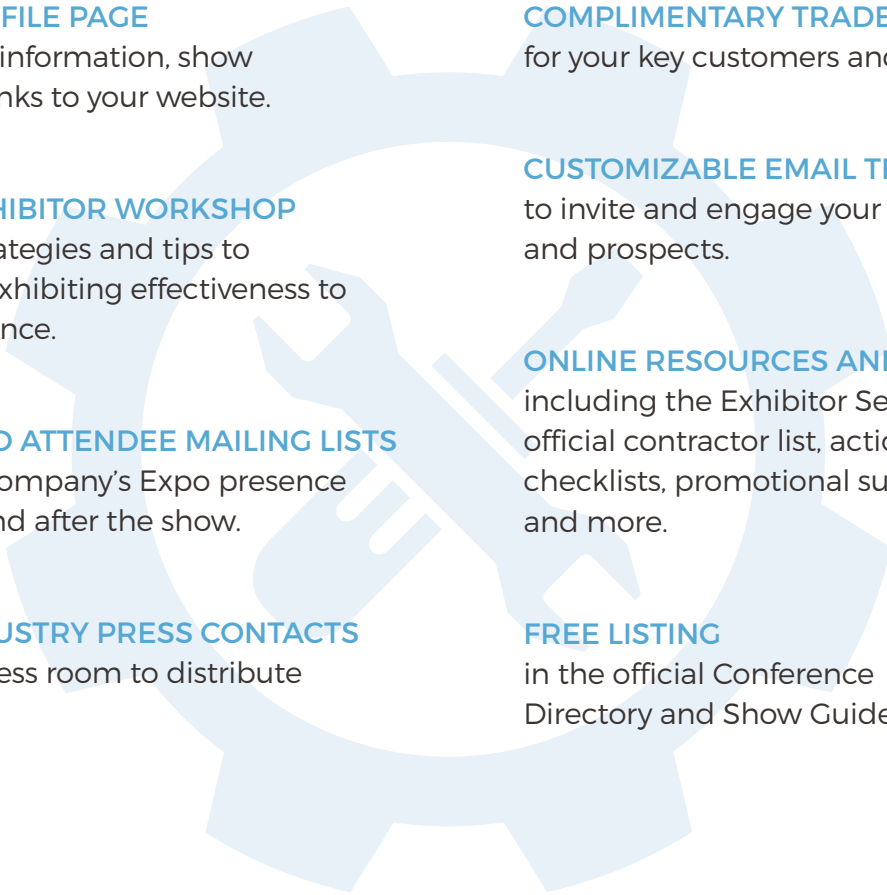 FILE PAGE
information, show
nks to your website.
HIBITOR WORKSHOP
ategies and tips to
xhibiting effectiveness to
nce.
D ATTENDEE MAILING LISTS
ompany’s Expo presence
nd after the show.
USTRY PRESS CONTACTS
ess room to distribute
COMPLIMENTARY TRADE
for your key customers and
CUSTOMIZABLE EMAIL TE
to invite and engage your
and prospects.
ONLINE RESOURCES AND
including the Exhibitor Se
official contractor list, actio
checklists, promotional su
and more.
FREE LISTING
in the official Conference
Directory and Show Guide